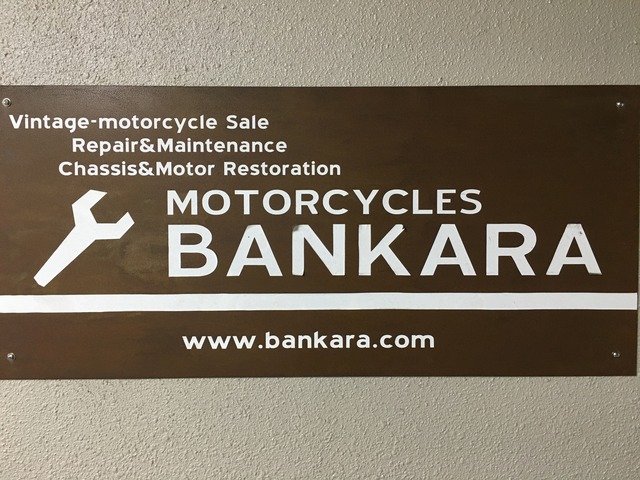 Vintage-motorcycle Sale
Repair&Maintenance
Chassis&Motor Restoration
MOTORCYCLES
BANKARA
www.bankara.com